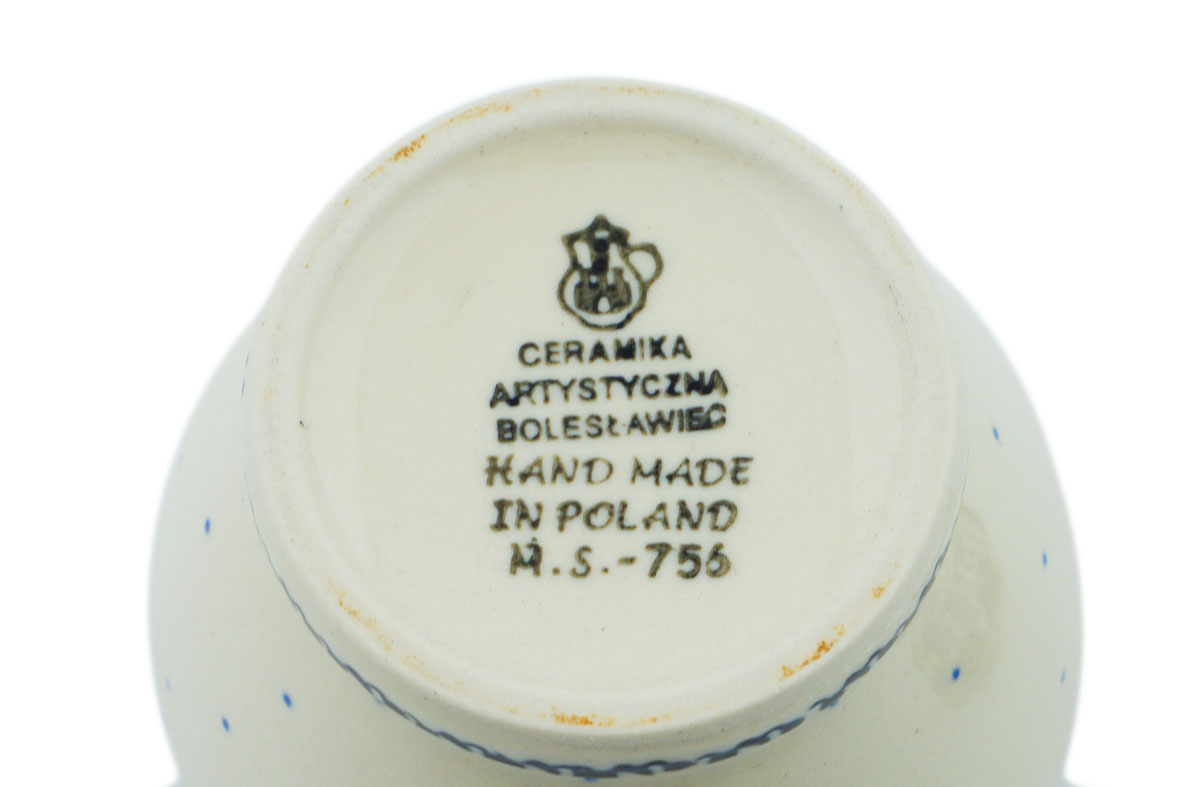 CERAMIKA
ARTYSTYCZNA
BOLESŁAWIEC
HAND MADE
IN POLAND
M.S.-756